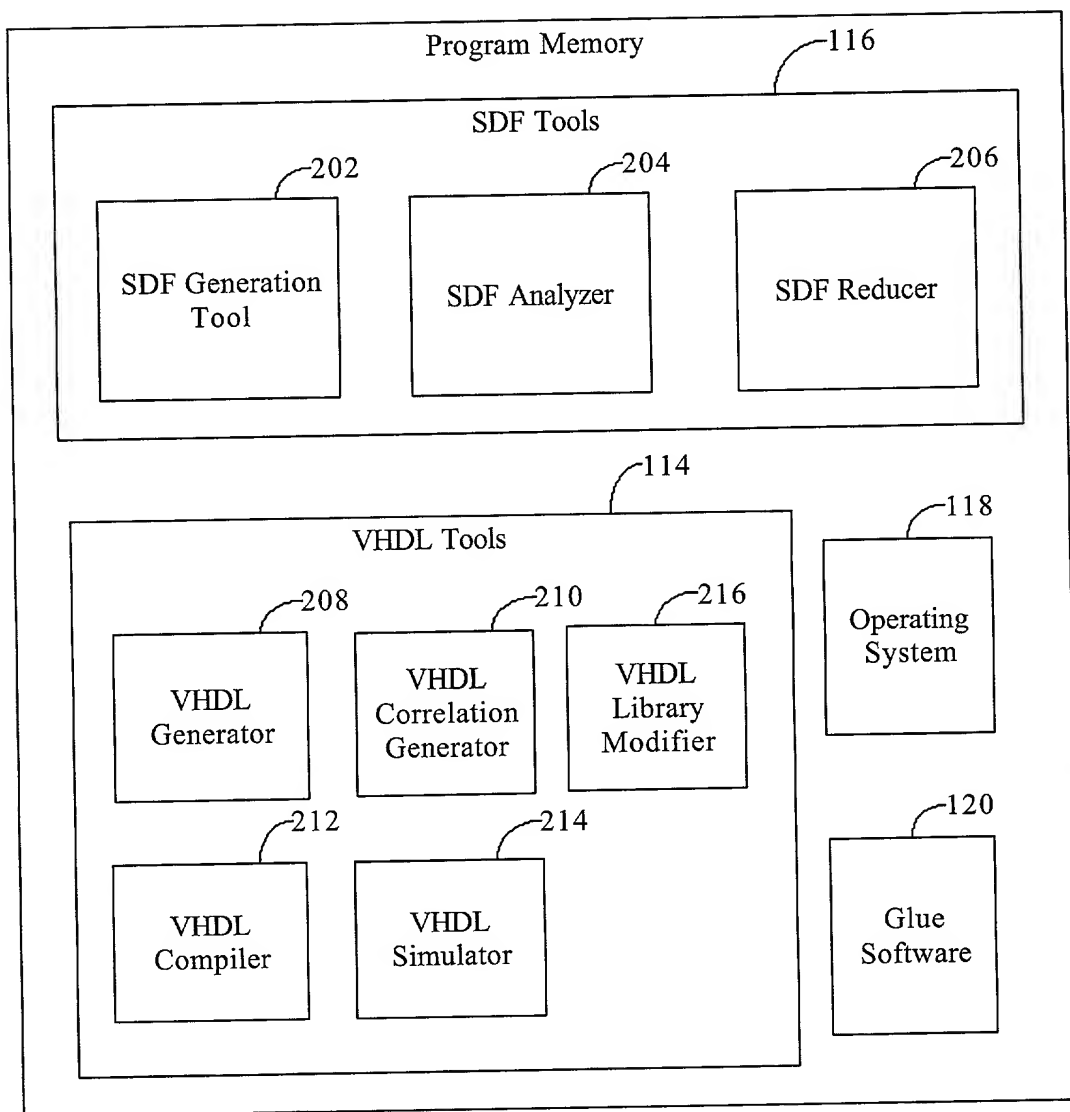 Program Memory
116
SDF Tools
202
204
206
SDF Generation
Tool
SDF Analyzer
SDF Reducer
114
VHDL Tools
118
208
210
216
Operating
System
VHDL
Generator
VHDL
Correlation
Generator
VHDL
Library
Modifier
212
214
120
VHDL
Compiler
VHDL
Simulator
Glue
Software